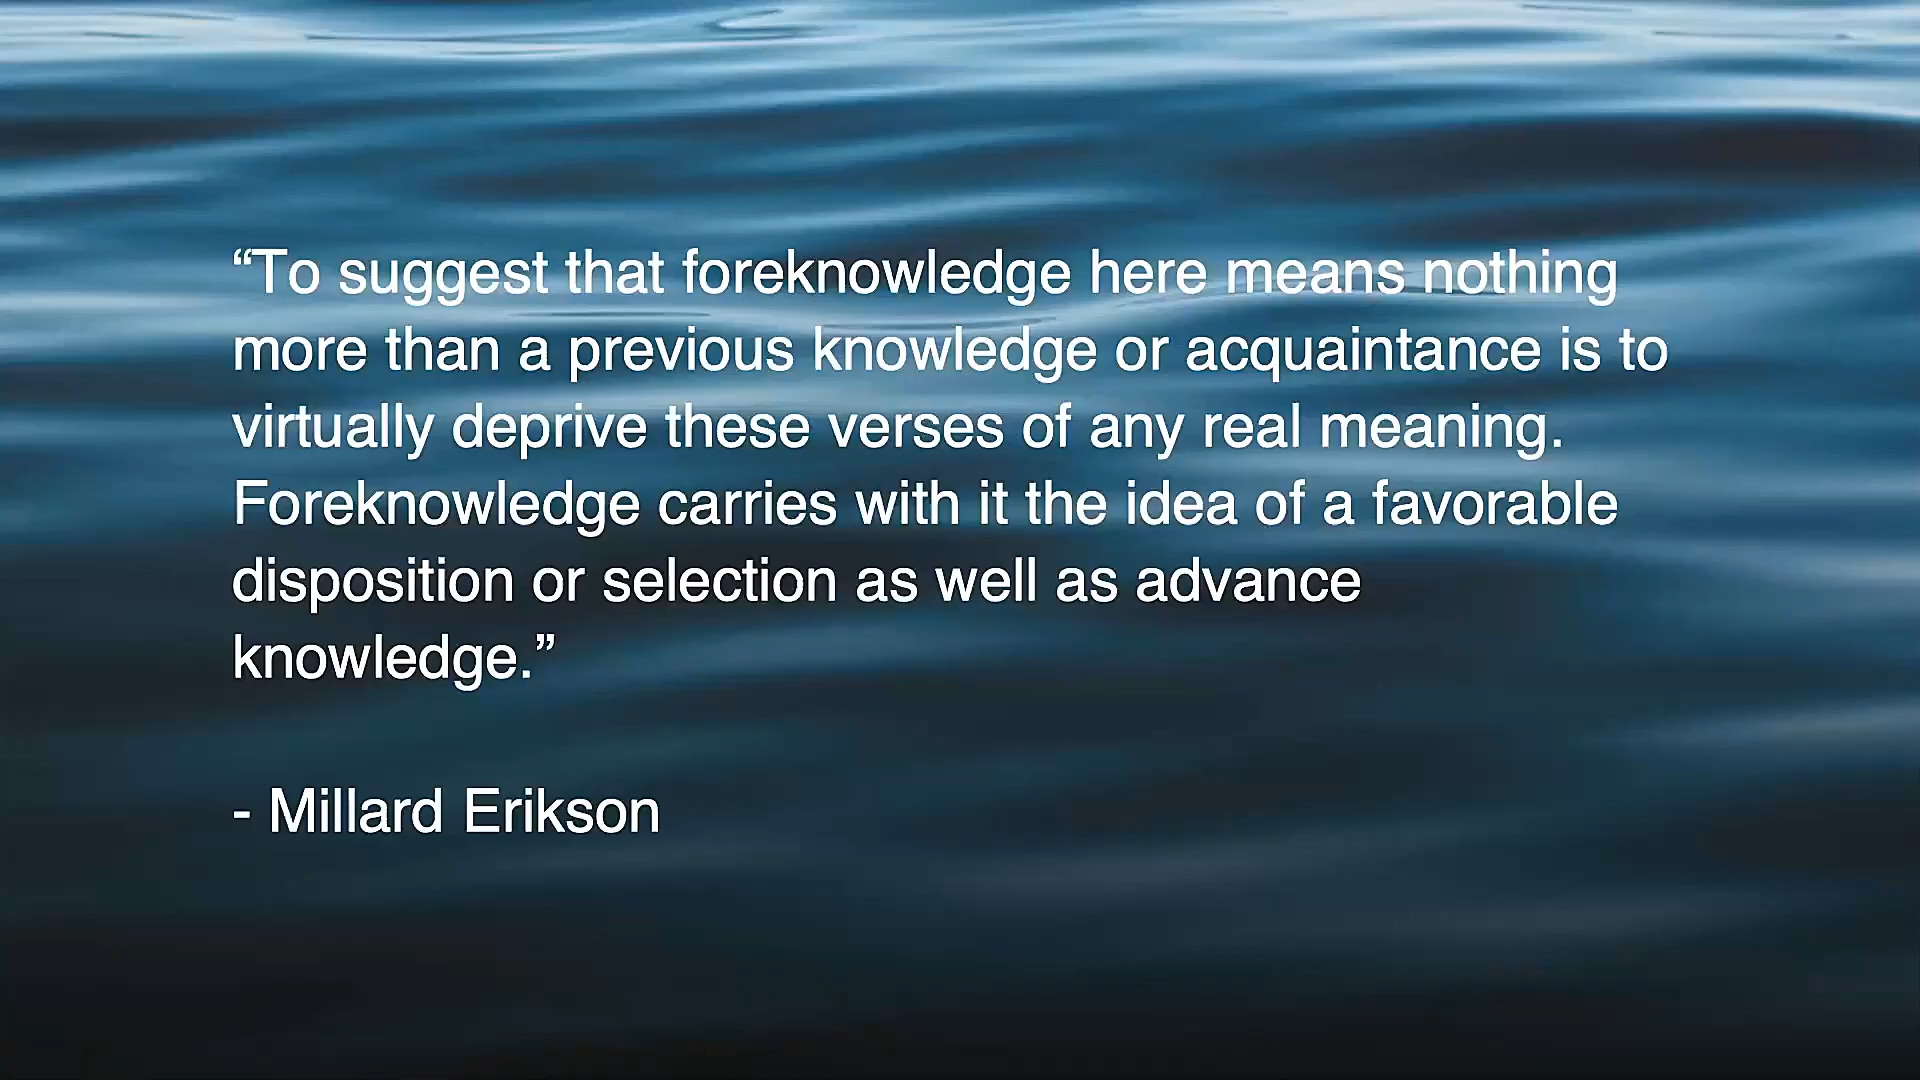 “To suggest that foreknowledge here means nothing
more than a previous knowledge or acquaintance is to
virtually deprive these verses of any real meaning.
Foreknowledge carries with it the idea of a favorable
disposition or selection as well as advance
knowledge.”
- Millard Erikson